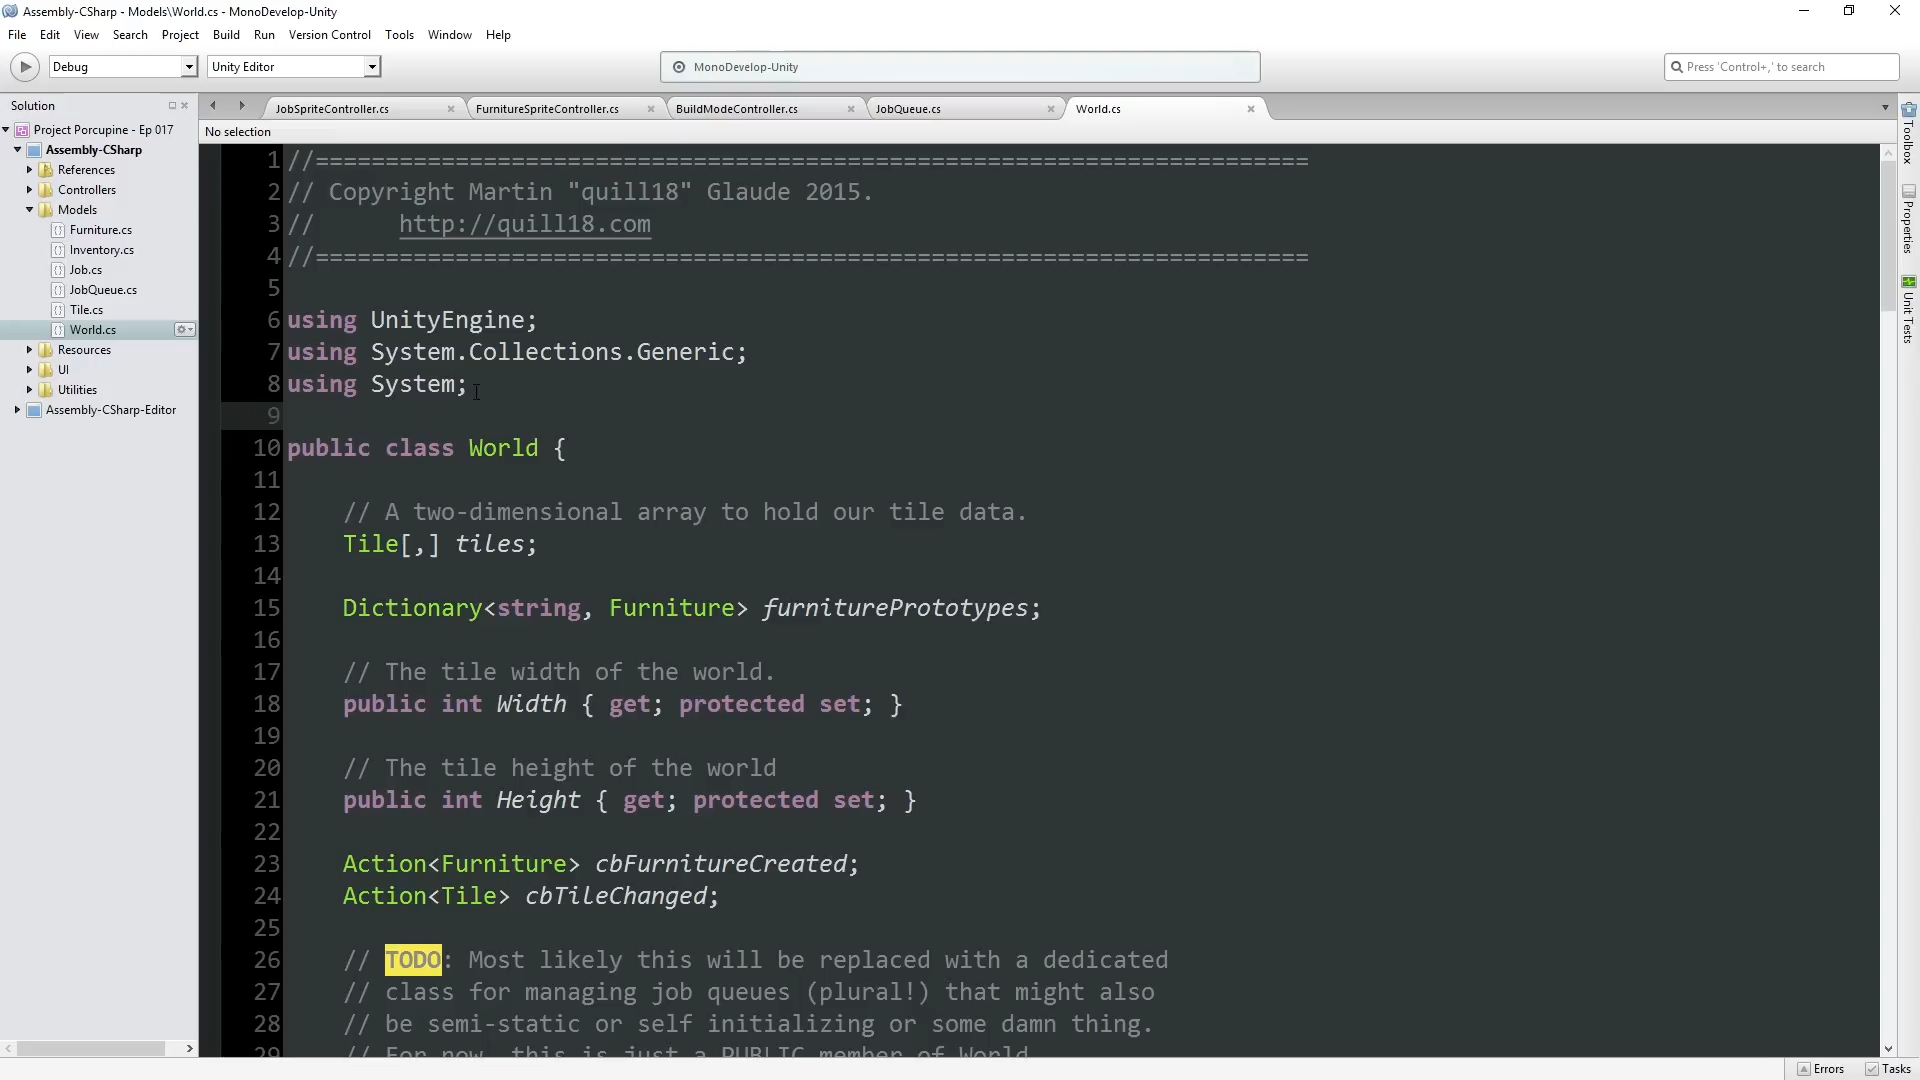 Assembly-CSharp - Models\World.cs - MonoDevelop-Unity
File Edit View Search Project Build Run Version Control Tools Window Help
Debug Unity Editor MonoDevelop-Unity Press 'Control+,' to search
Solution
Project Porcupine - Ep 017
Assembly-CSharp
References
Controllers
Models
Furniture.cs
Inventory.cs
Job.cs
JobQueue.cs
Tile.cs
World.cs
Resources
UI
Utilities
Assembly-CSharp-Editor
JobSpriteController.cs FurnitureSpriteController.cs BuildModeController.cs JobQueue.cs World.cs
No selection
1 //=======================================================================
2 // Copyright Martin "quill18" Glaude 2015.
3 //		http://quill18.com
4 //=======================================================================
5
6 using UnityEngine;
7 using System.Collections.Generic;
8 using System;
9
10 public class World {
11
12 // A two-dimensional array to hold our tile data.
13 Tile[,] tiles;
14
15 Dictionary<string, Furniture> furniturePrototypes;
16
17 // The tile width of the world.
18 public int Width { get; protected set; }
19
20 // The tile height of the world
21 public int Height { get; protected set; }
22
23 Action<Furniture> cbFurnitureCreated;
24 Action<Tile> cbTileChanged;
25
26 // TODO: Most likely this will be replaced with a dedicated
27 // class for managing job queues (plural!) that might also
28 // be semi-static or self initializing or some damn thing.
29 // For now, this is just a PUBLIC member of World
Toolbox
Properties
Unit Tests
Errors Tasks